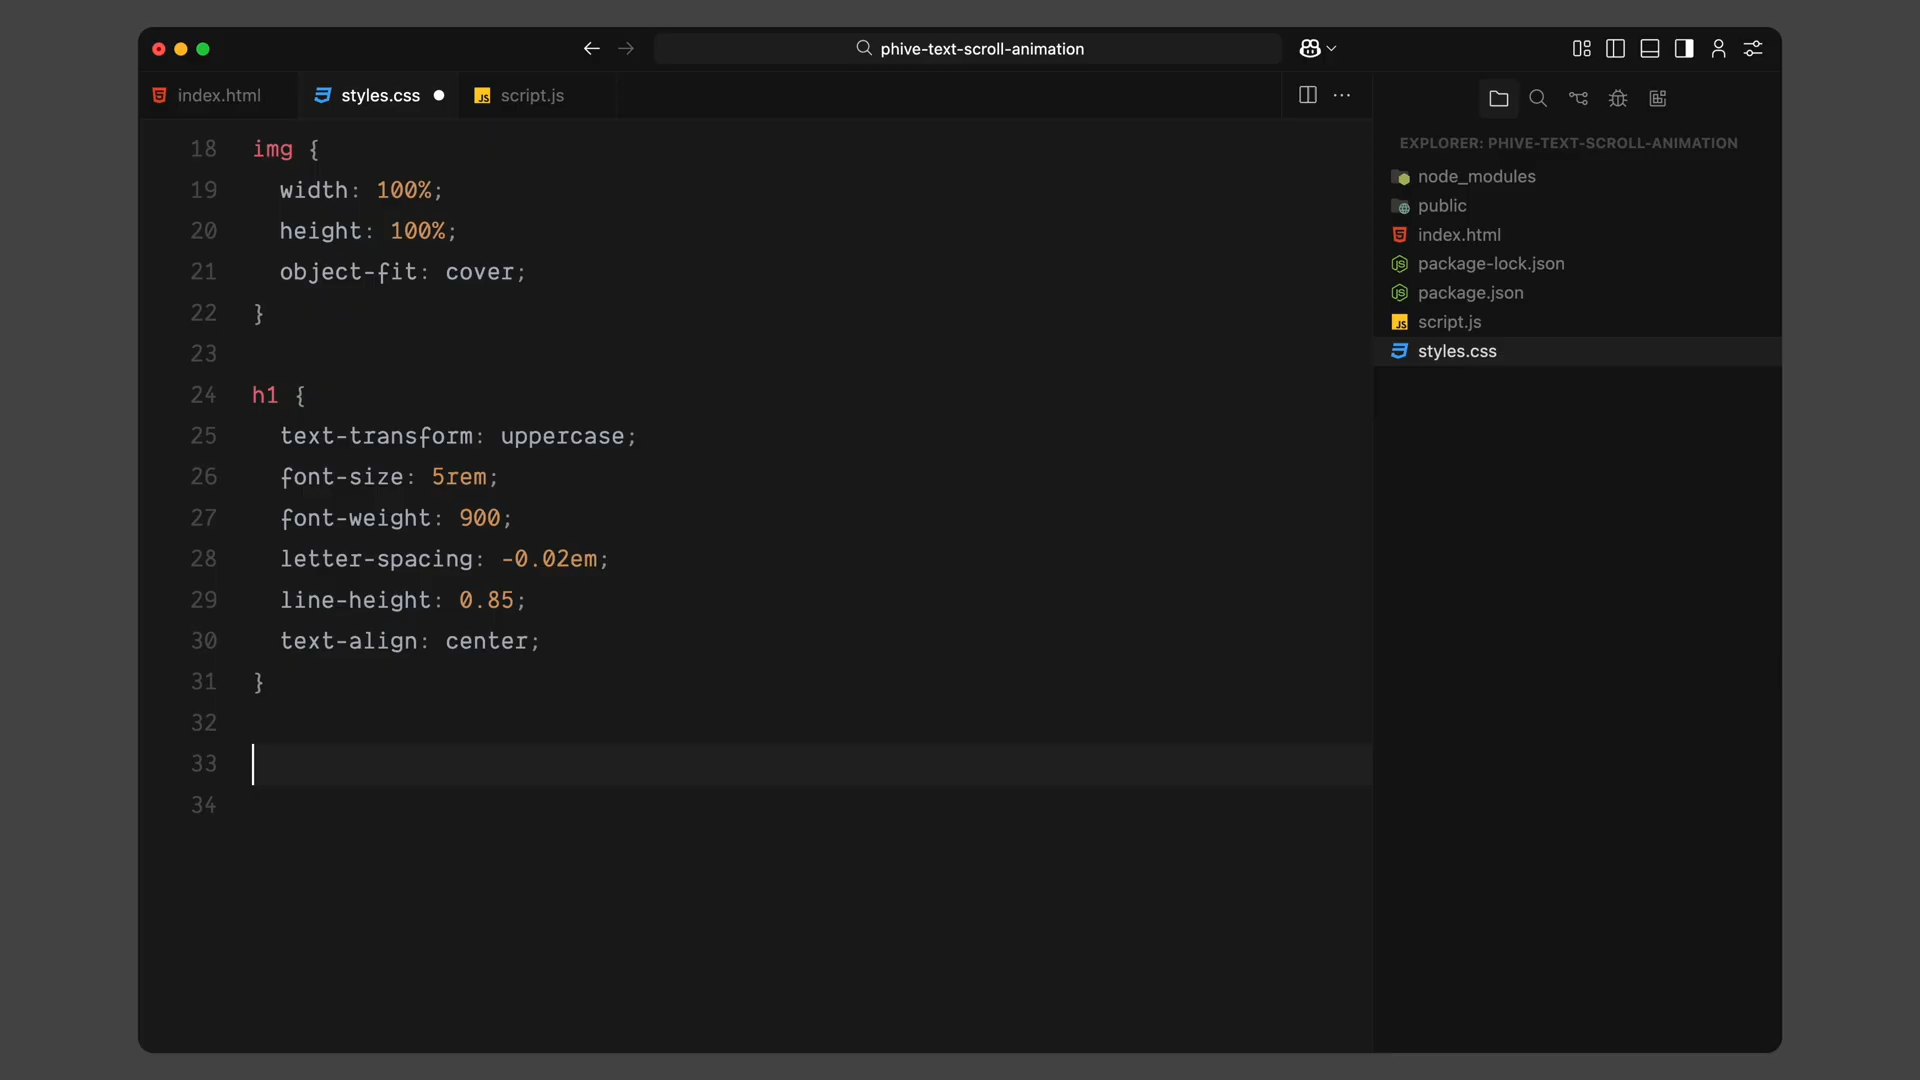 phive-text-scroll-animation
index.html
styles.css
script.js
18 img {
19 width: 100%;
20 height: 100%;
21 object-fit: cover;
22 }
23
24 h1 {
25 text-transform: uppercase;
26 font-size: 5rem;
27 font-weight: 900;
28 letter-spacing: -0.02em;
29 line-height: 0.85;
30 text-align: center;
31 }
32
33
34
EXPLORER: PHIVE-TEXT-SCROLL-ANIMATION
node_modules
public
index.html
package-lock.json
package.json
script.js
styles.css